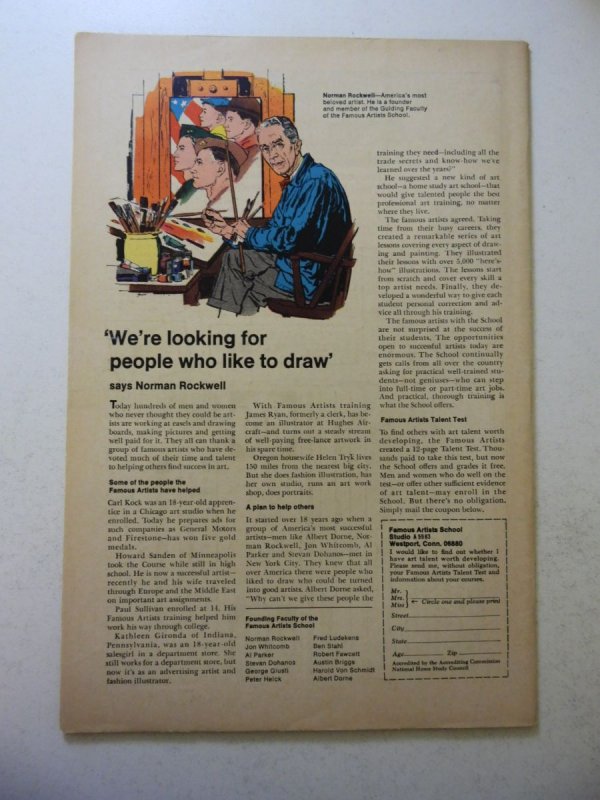 Norman Rockwell—America's most
beloved artist. He is a founder
and member of the Guiding Faculty
of the Famous Artists School.
'We're looking for
people who like to draw'
says Norman Rockwell
Today hundreds of men and women
who never thought they could be art-
ists are working at easels and drawing
boards, making pictures and getting
well paid for it. They all can thank a
group of famous artists who have de-
voted much of their time and talent
to helping others find success in art.
Some of the people the
Famous Artists have helped
Carl Kock was an 18-year-old appren-
tice in a Chicago art studio when he
enrolled. Today he prepares ads for
such companies as General Motors
and Firestone—has won five gold
medals.
Howard Sanden of Minneapolis
took the Course while still in high
school. He is now a successful artist—
recently he and his wife traveled
through Europe and the Middle East
on important art assignments.
Paul Sullivan enrolled at 14. His
Famous Artists training helped him
work his way through college.
Kathleen Gironda of Indiana,
Pennsylvania, was an 18-year-old
salesgirl in a department store. She
still works for a department store, but
now it's as an advertising artist and
fashion illustrator.
With Famous Artists training
James Ryan, formerly a clerk, has be-
come an illustrator at Hughes Air-
craft—and turns out a steady stream
of well-paying free-lance artwork in
his spare time.
Oregon housewife Helen Tryk lives
150 miles from the nearest big city.
But she does fashion illustration, has
her own studio, runs an art work
shop, does portraits.
A plan to help others
It started over 18 years ago when a
group of America's most successful
artists—men like Albert Dorne, Nor-
man Rockwell, Jon Whitcomb, Al
Parker and Stevan Dohanos—met in
New York City. They knew that all
over America there were people who
liked to draw who could be turned
into good artists. Albert Dorne asked,
"Why can't we give these people the
Founding Faculty of the
Famous Artists School
Norman Rockwell
Jon Whitcomb
Al Parker
Steven Dohanos
George Giusti
Peter Helck
Fred Ludekens
Ben Stahl
Robert Fawcett
Austin Briggs
Harold Von Schmidt
Albert Dorne
training they need—including all the
trade secrets and know-how we've
learned over the years?"
He suggested a new kind of art
school—a home study art school—that
would give talented people the best
professional art training, no matter
where they live.
The famous artists agreed. Taking
time from their busy careers, they
created a remarkable series of art
lessons covering every aspect of draw-
ing and painting. They illustrated
their lessons with over 5,000 "here's-
how" illustrations. The lessons start
from scratch and cover every skill a
top artist needs. Finally, they de-
veloped a wonderful way to give each
student personal correction and ad-
vice all through his training.
The famous artists with the School
are not surprised at the success of
their students. The opportunities
open to successful artists today are
enormous. The School continually
gets calls from all over the country
asking for practical well-trained stu-
dents—not geniuses—who can step
into full-time or part-time art jobs.
And practical, thorough training is
what the School offers.
Famous Artists Talent Test
To find others with art talent worth
developing, the Famous Artists
created a 12-page Talent Test. Thou-
sands paid to take this test, but now
the School offers and grades it free.
Men and women who do well on the
test—or offer other sufficient evidence
of art talent—may enroll in the
School. But there's no obligation,
Simply mail the coupon below.
Famous Artists School
Studio
Westport, Conn. 06880
I would like to find out whether I
have art talent worth developing.
Please send me, without obligation,
your Famous Artists Talent Test and
information about your courses.
Mr.
Mrs.
Miss
← Circle one and please print
Street
City
State
Age Zip
Accredited by the Accrediting Commission
National Home Study Council